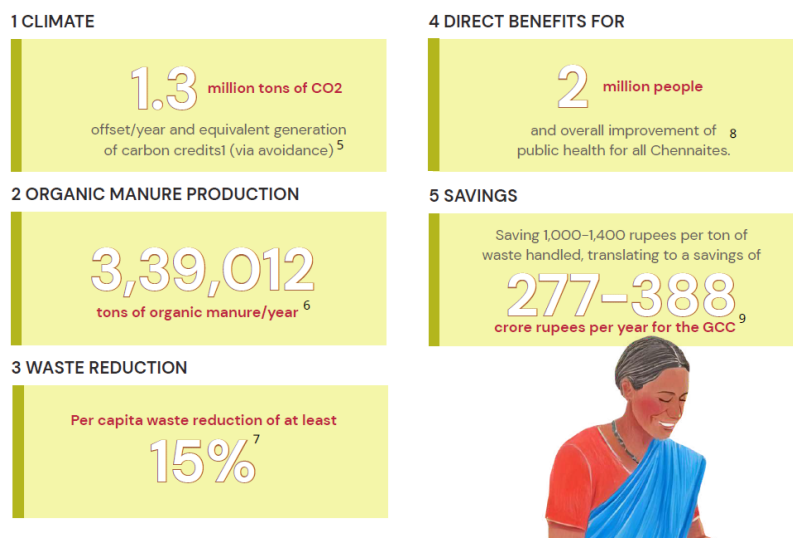 1 CLIMATE
1.3 million tons of CO2
offset/year and equivalent generation
of carbon credits1 (via avoidance) 5
2 ORGANIC MANURE PRODUCTION
3,39,012
tons of organic manure/year 6
3 WASTE REDUCTION
Per capita waste reduction of at least
15% 7
4 DIRECT BENEFITS FOR
2 million people
and overall improvement of 8
public health for all Chennaites.
5 SAVINGS
Saving 1,000-1,400 rupees per ton of
waste handled, translating to a savings of
277-388
crore rupees per year for the GCC 9